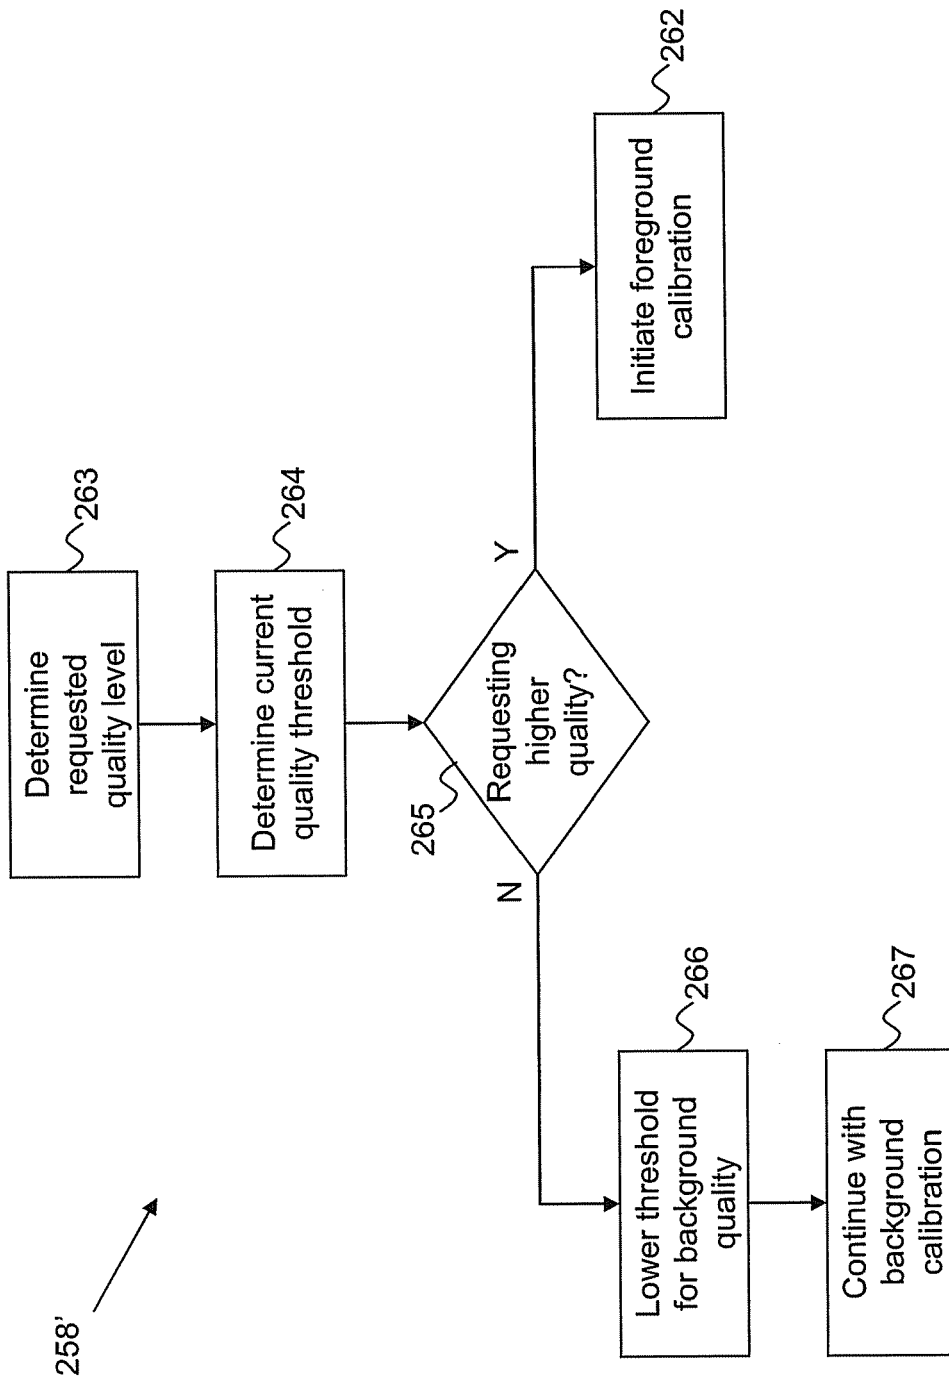 258'
Determine
requested
quality level
263
Determine current
quality threshold
264
Requesting
higher
quality?
265
Y
N
Initiate foreground
calibration
262
Lower threshold
for background
quality
266
Continue with
background
calibration
267